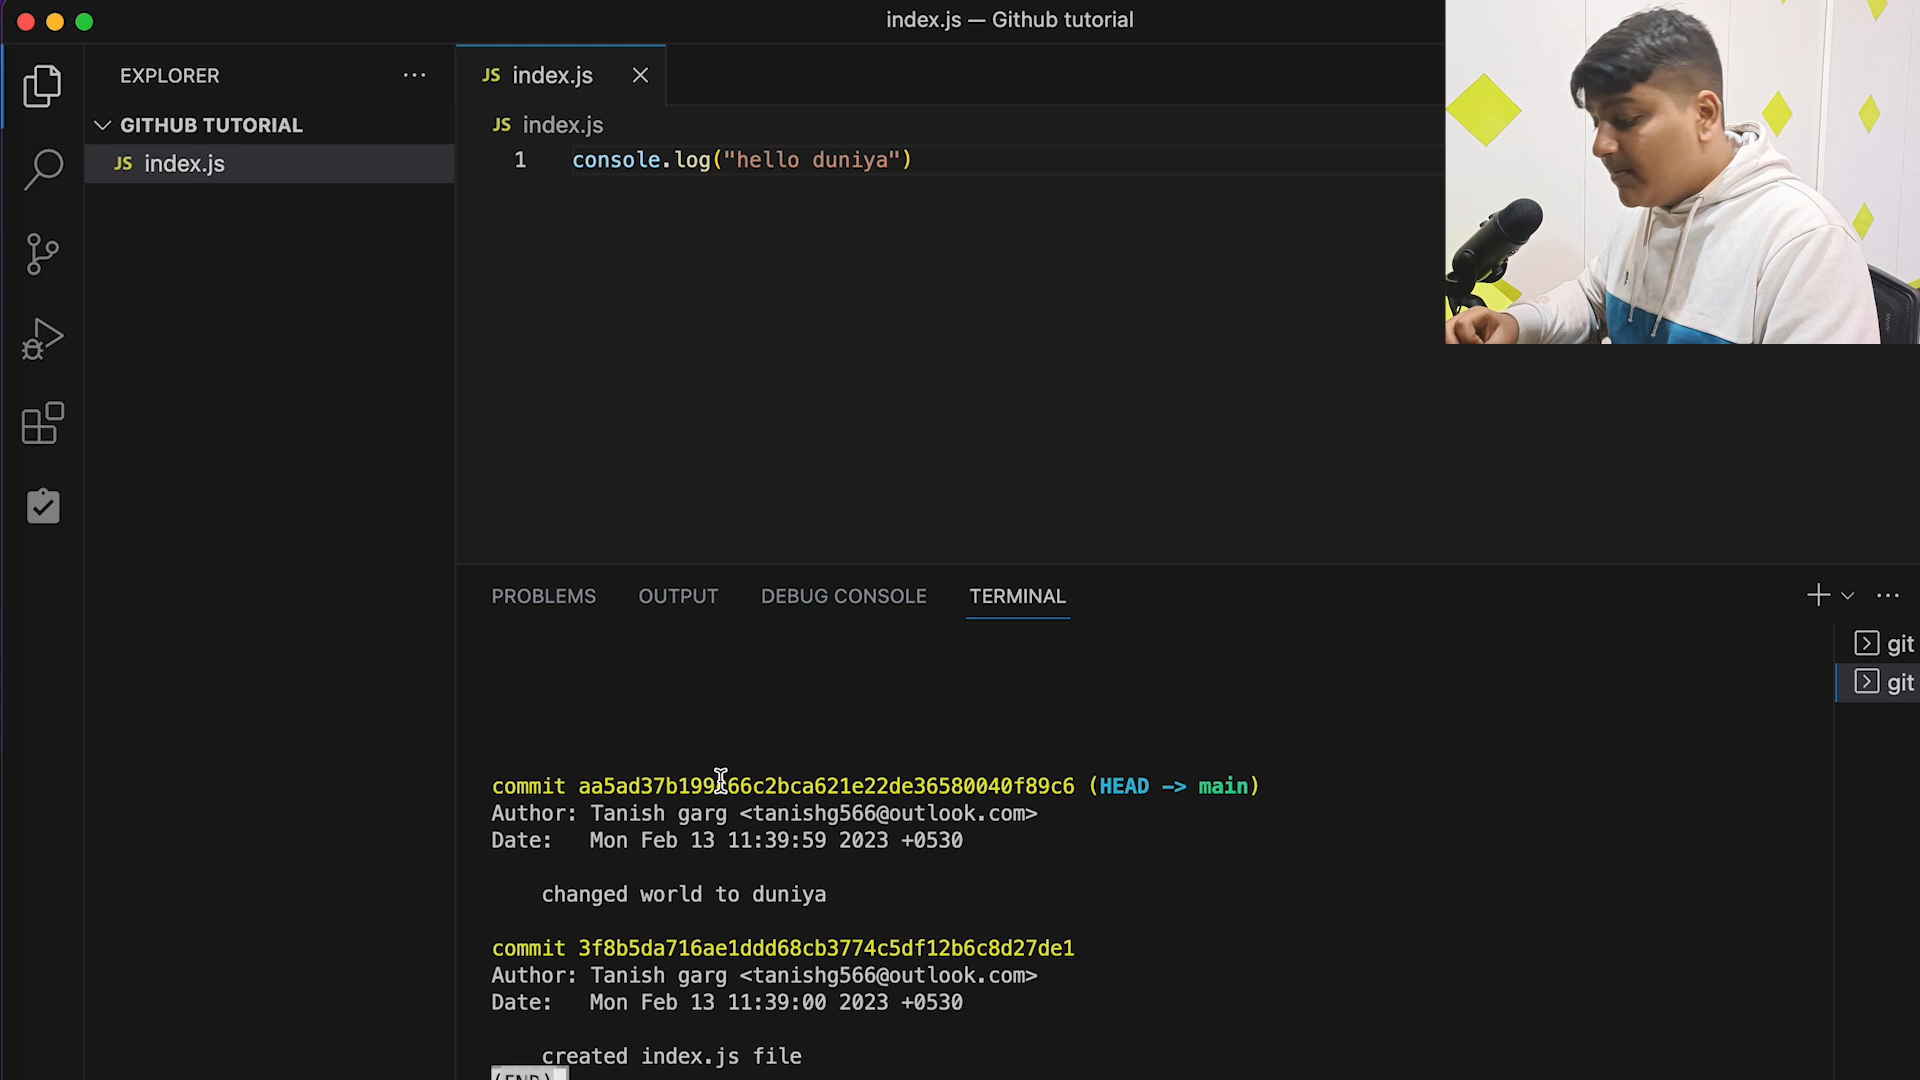 index.js — Github tutorial
EXPLORER
GITHUB TUTORIAL
JS index.js
JS index.js
JS index.js
1 console.log("hello duniya")
PROBLEMS OUTPUT DEBUG CONSOLE TERMINAL
git
git
commit (HEAD -> main)
Author: Tanish garg <tanishg566@outlook.com>
Date: Mon Feb 13 11:39:59 2023 +0530
changed world to duniya
commit 3f8b5da716ae1ddd68cb3774c5df12b6c8d27de1
Author: Tanish garg <tanishg566@outlook.com>
Date: Mon Feb 13 11:39:00 2023 +0530
created index.js file
(END)